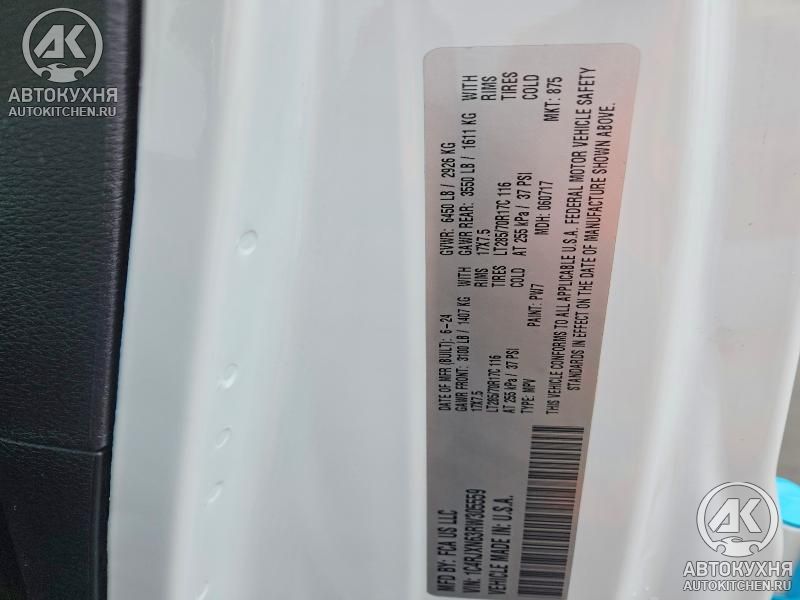 AK
АВТОКУХНЯ
AUTOKITCHEN.RU
MFD BY: FCA US LLC
DATE OF MFR (BUILT): 6-24
GVWR: 6450 LB / 2926 KG
GAWR FRONT: 3100 LB / 1407 KG WITH
17X7.5 RIMS
LT285/70R17C 116 TIRES
AT 255 kPa / 37 PSI COLD
GAWR REAR: 3550 LB / 1611 KG WITH
17X7.5 RIMS
LT285/70R17C 116 TIRES
AT 255 kPa / 37 PSI COLD
VIN: 1C4RJXN63RW305559
TYPE: MPV
PAINT: PW7
MDH: 060717
MKT: 875
VEHICLE MADE IN: U.S.A.
THIS VEHICLE CONFORMS TO ALL APPLICABLE U.S.A. FEDERAL MOTOR VEHICLE SAFETY
STANDARDS IN EFFECT ON THE DATE OF MANUFACTURE SHOWN ABOVE.
AK
АВТОКУХНЯ
AUTOKITCHEN.RU